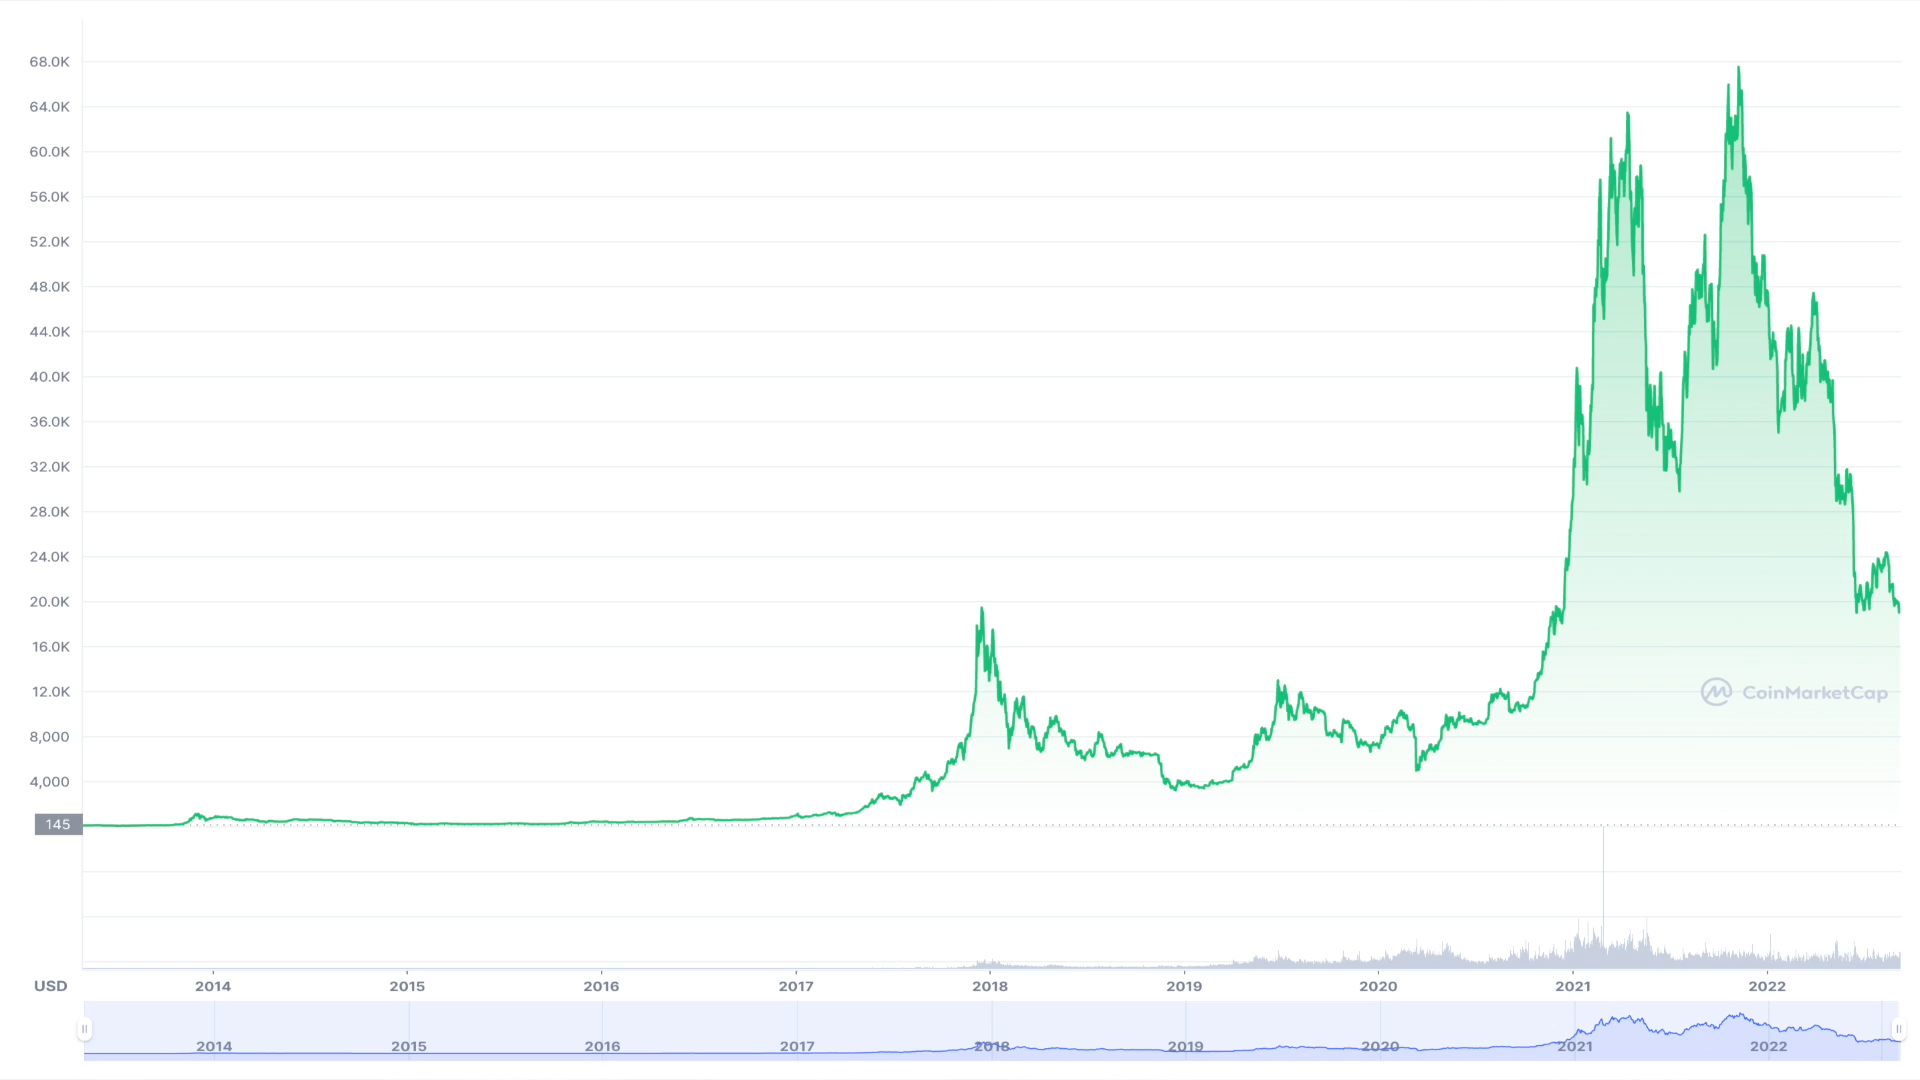 68.0K
64.0K
60.0K
56.0K
52.0K
48.0K
44.0K
40.0K
36.0K
32.0K
28.0K
24.0K
20.0K
16.0K
12.0K
CoinMarketCap
8,000
4,000
145
USD 2014 2015 2016 2017 2018 2019 2020 2021 2022
2014 2015 2016 2017 2018 2019 2020 2021 2022